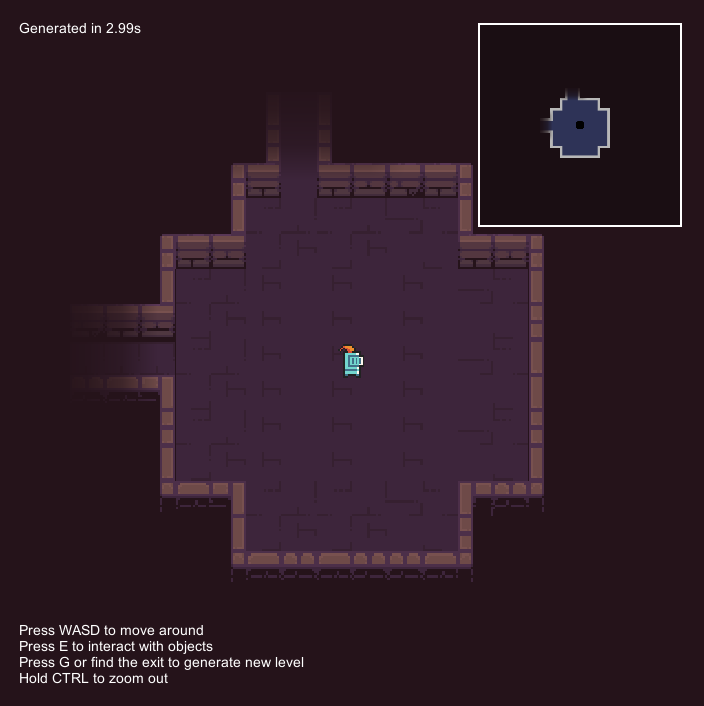 Generated in 2.99s
Press WASD to move around
Press E to interact with objects
Press G or find the exit to generate new level
Hold CTRL to zoom out